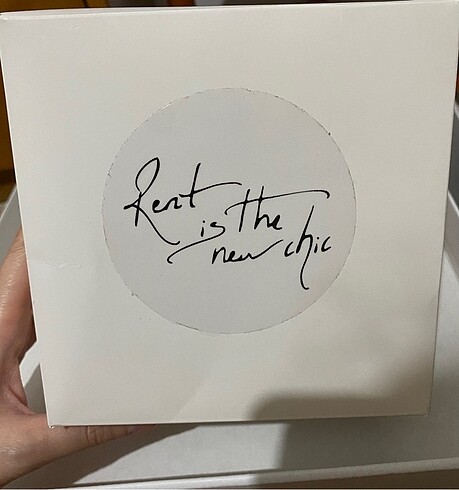 Rent
is the
new chic